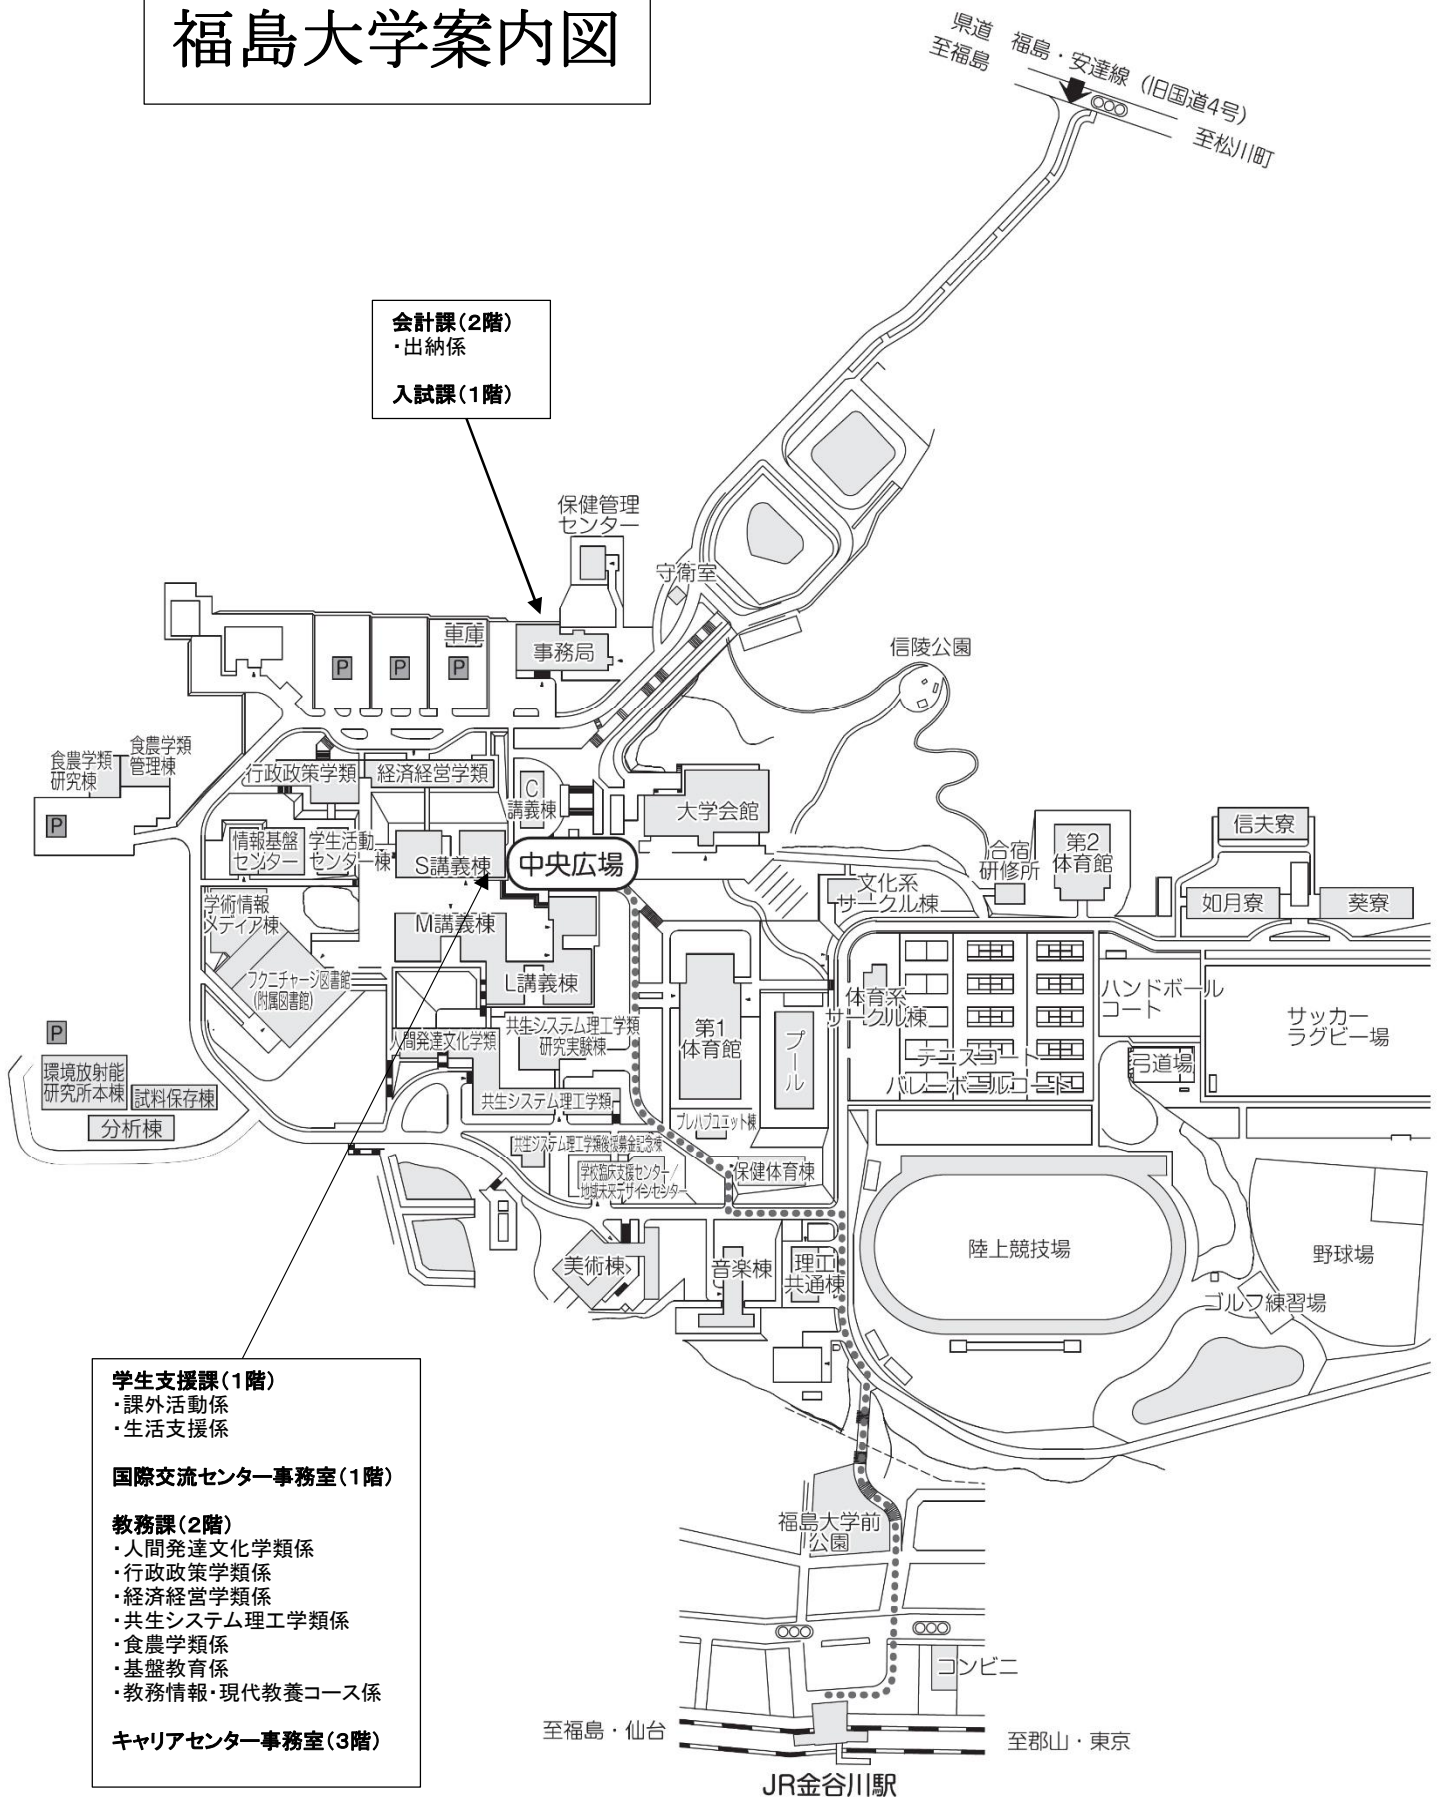 福島大学案内図
県道 福島・安達線(旧国道4号)
至福島
至松川町
会計課(2階)
・出納係
入試課(1階)
保健管理
センター
守衛室
車庫
事務局
P
P
P
信陵公園
食農学類
研究棟
食農学類
管理棟
P
行政政策学類
経済経営学類
C
講義棟
大学会館
情報基盤
センター
学生活動
センター棟
S講義棟
中央広場
合宿
研修所
第2
体育館
信夫寮
如月寮
葵寮
文化系
サークル棟
学術情報
メディア棟
M講義棟
L講義棟
フクニチャージ図書館
(附属図書館)
人間発達文化学類
共生システム理工学類
研究実験棟
第1
体育館
プール
体育系
サークル棟
テニスコート
バレーボールコート
ハンドボール
コート
弓道場
サッカー
ラグビー場
P
環境放射能
研究所本棟
試料保存棟
分析棟
共生システム理工学類
プレハブユニット棟
共生システム理工学類後援募金記念棟
学校臨床支援センター/
地域未来デザインセンター
保健体育棟
美術棟
音楽棟
理工
共通棟
陸上競技場
野球場
ゴルフ練習場
学生支援課(1階)
・課外活動係
・生活支援係
国際交流センター事務室(1階)
教務課(2階)
・人間発達文化学類係
・行政政策学類係
・経済経営学類係
・共生システム理工学類係
・食農学類係
・基盤教育係
・教務情報・現代教養コース係
キャリアセンター事務室(3階)
福島大学前
公園
コンビニ
至福島・仙台
至郡山・東京
JR金谷川駅